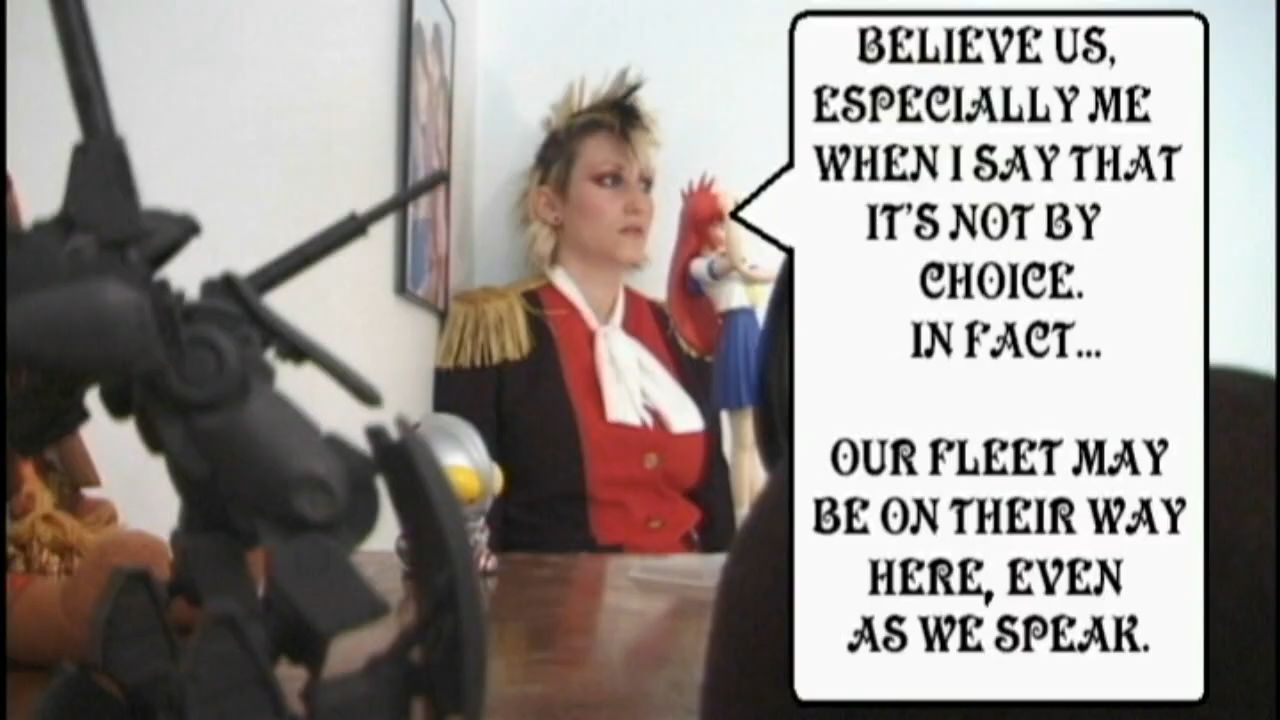 BELIEVE US,
ESPECIALLY ME
WHEN I SAY THAT
IT'S NOT BY
CHOICE.
IN FACT...
OUR FLEET MAY
BE ON THEIR WAY
HERE, EVEN
AS WE SPEAK.